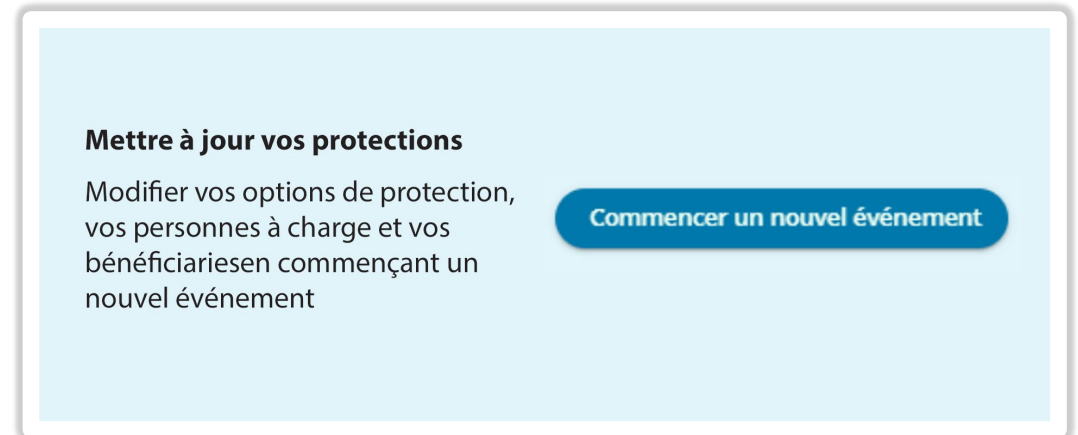 Mettre à jour vos protections
Modifier vos options de protection,
vos personnes à charge et vos
bénéficiariesen commençant un
nouvel événement
Commencer un nouvel événement